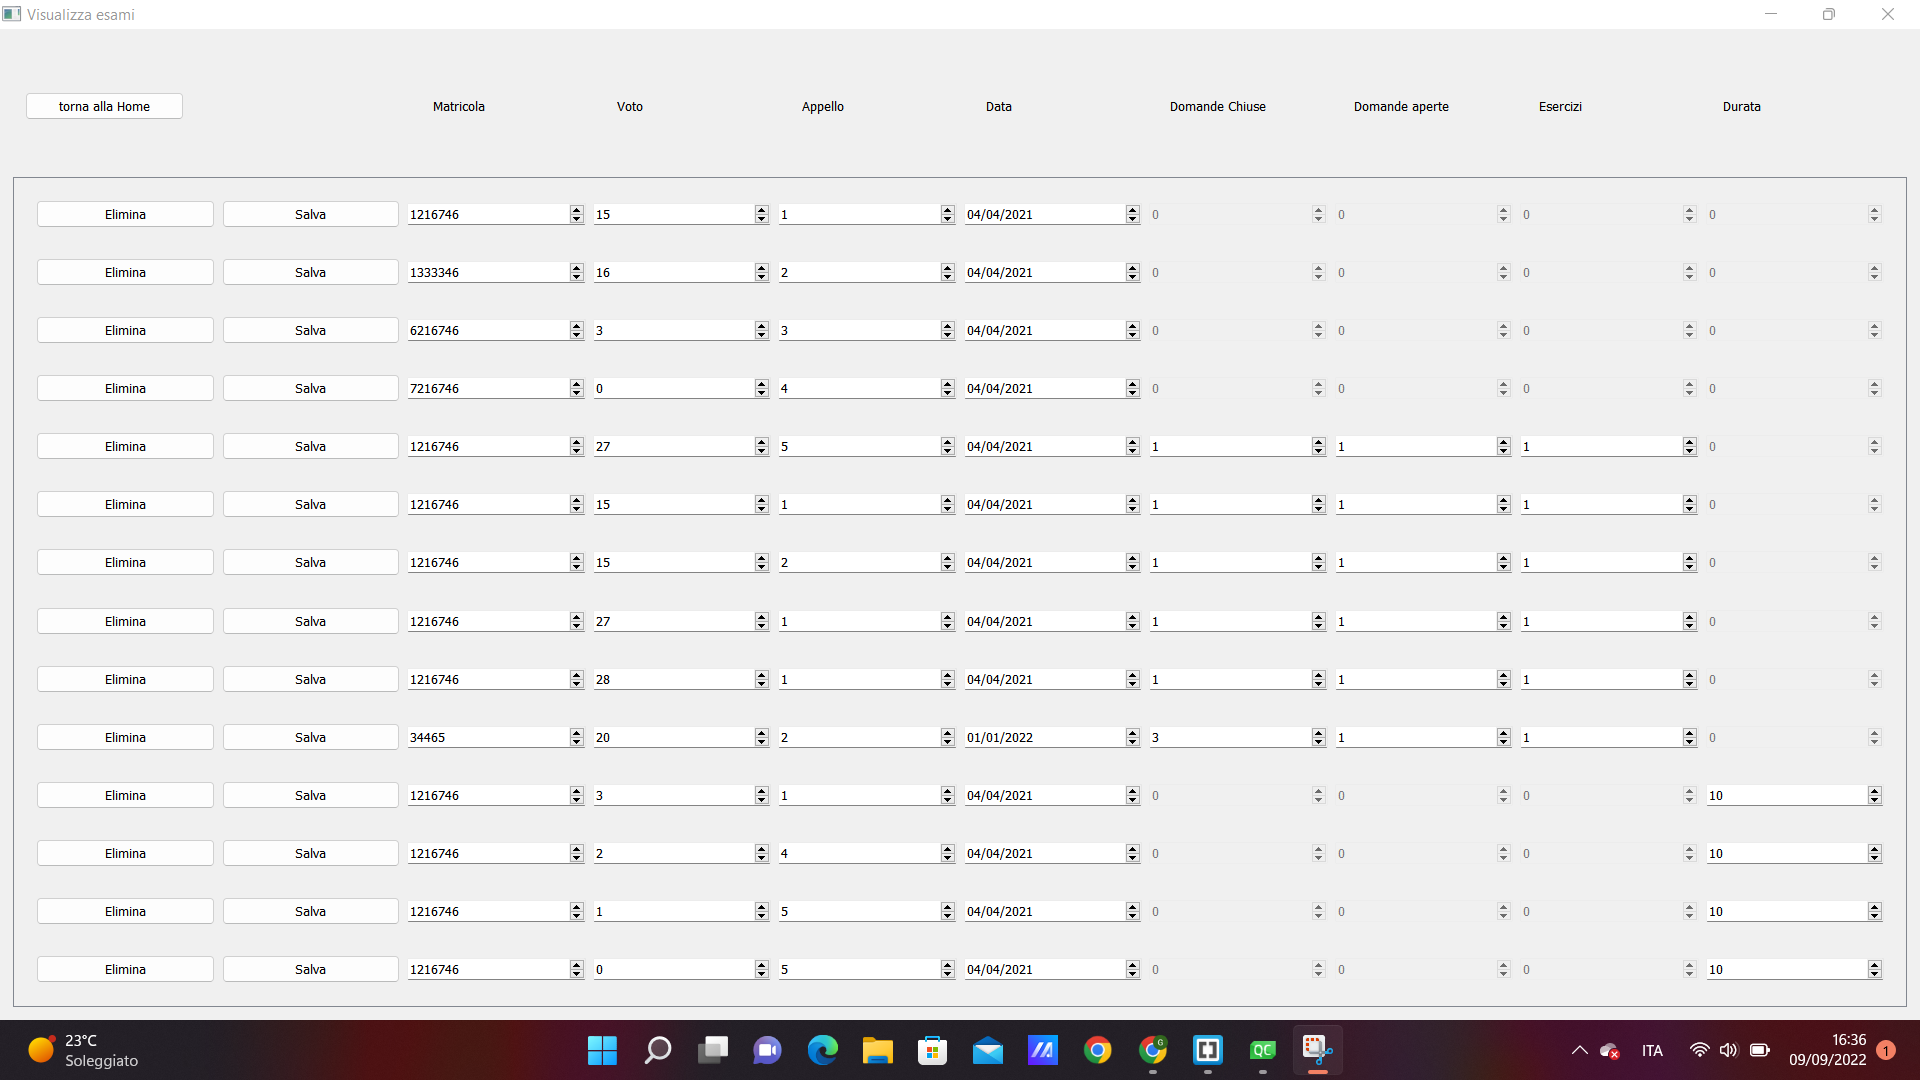 Visualizza esami
torna alla Home Matricola Voto Appello Data Domande Chiuse Domande aperte Esercizi Durata
Elimina Salva 1216746 15 1 04/04/2021 0 0 0 0
Elimina Salva 1333346 16 2 04/04/2021 0 0 0 0
Elimina Salva 6216746 3 3 04/04/2021 0 0 0 0
Elimina Salva 7216746 0 4 04/04/2021 0 0 0 0
Elimina Salva 1216746 27 5 04/04/2021 1 1 1 0
Elimina Salva 1216746 15 1 04/04/2021 1 1 1 0
Elimina Salva 1216746 15 2 04/04/2021 1 1 1 0
Elimina Salva 1216746 27 1 04/04/2021 1 1 1 0
Elimina Salva 1216746 28 1 04/04/2021 1 1 1 0
Elimina Salva 34465 20 2 01/01/2022 3 1 1 0
Elimina Salva 1216746 3 1 04/04/2021 0 0 0 10
Elimina Salva 1216746 2 4 04/04/2021 0 0 0 10
Elimina Salva 1216746 1 5 04/04/2021 0 0 0 10
Elimina Salva 1216746 0 5 04/04/2021 0 0 0 10
23°C
Soleggiato
G
QC
ITA
16:36
09/09/2022
1